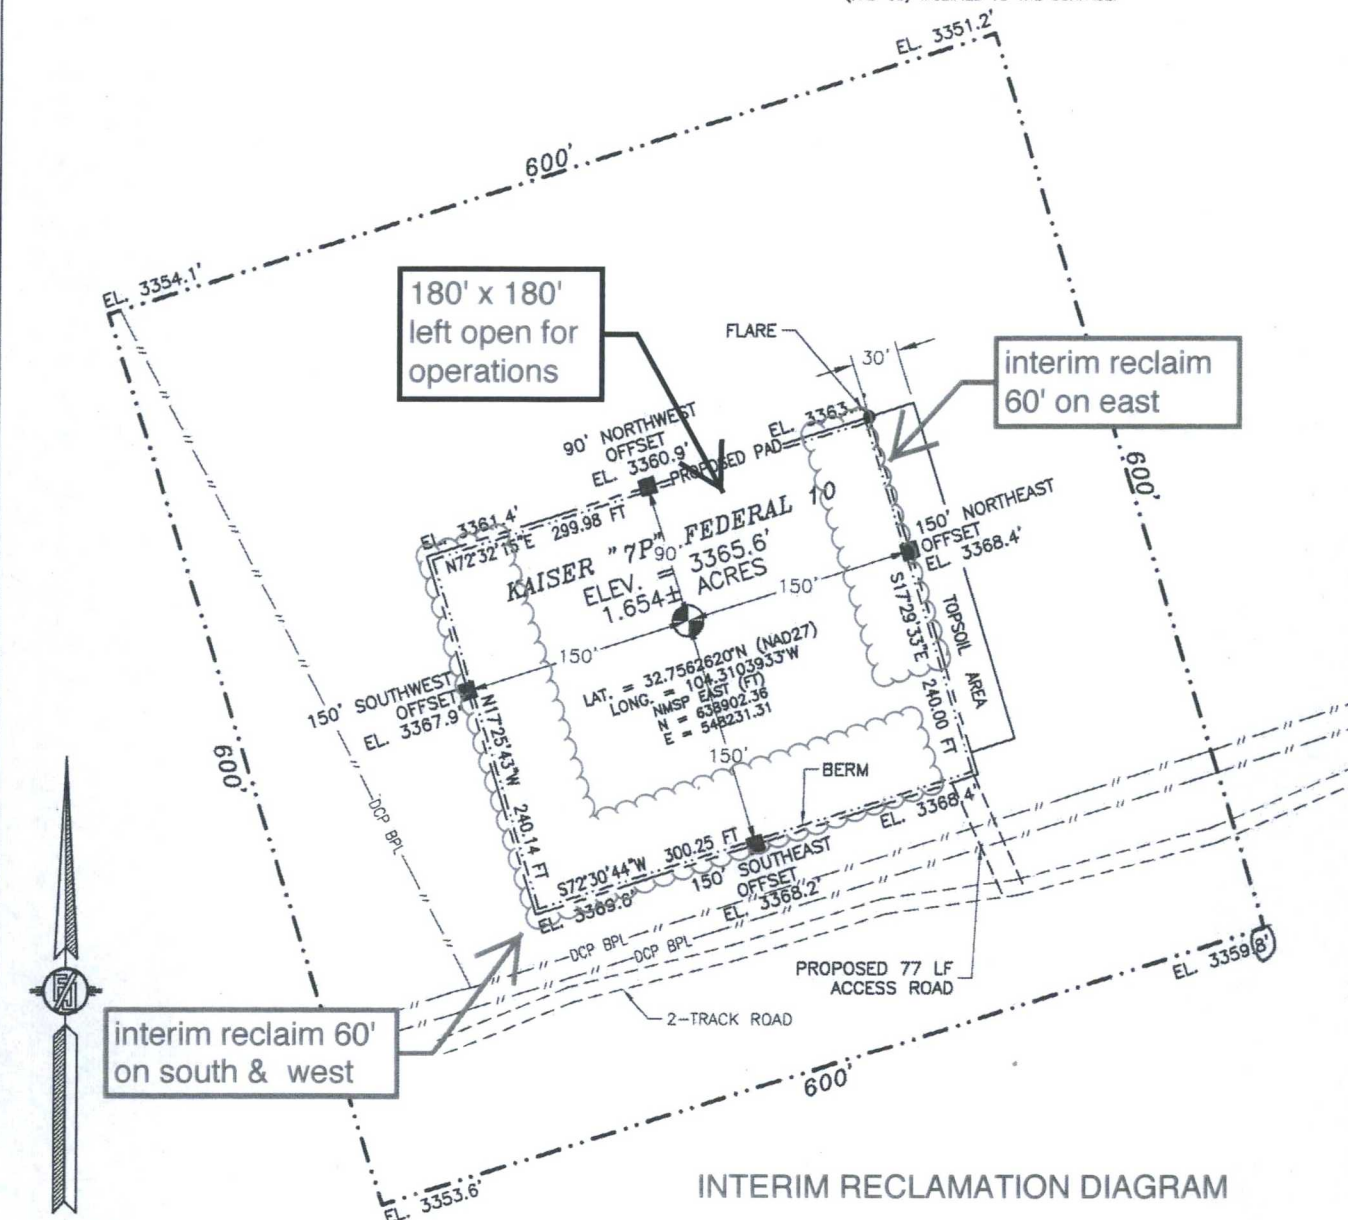 EL. 3351.2'
600'
EL. 3354.1'
180' x 180'
left open for
operations
FLARE
30'
interim reclaim
60' on east
90' NORTHWEST
OFFSET
EL. 3360.9'
EL. 3363.1'
PROPOSED PAD
600'
EL. 3361.4'
N72°32'15"E 299.98 FT
KAISER "7P" FEDERAL 10
ELEV. = 3365.6'
1.654± ACRES
90'
150'
150'
150' NORTHEAST
OFFSET
EL. 3368.4'
S17°29'33"E 240.00 FT
TOPSOIL AREA
LAT. = 32.7562620°N (NAD27)
LONG. = 104.3103933°W
NMSP EAST (FT)
N = 638902.36
E = 548231.31
150' SOUTHWEST
OFFSET
EL. 3367.9'
N17°25'43"W 240.14 FT
150'
BERM
600'
DCP BPL
S72°30'44"W 300.25 FT
EL. 3368.4'
150' SOUTHEAST
OFFSET
EL. 3368.2'
EL. 3369.6'
DCP BPL
DCP BPL
PROPOSED 77 LF
ACCESS ROAD
EL. 3359.8'
2-TRACK ROAD
interim reclaim 60'
on south & west
600'
EL. 3353.6'
INTERIM RECLAMATION DIAGRAM